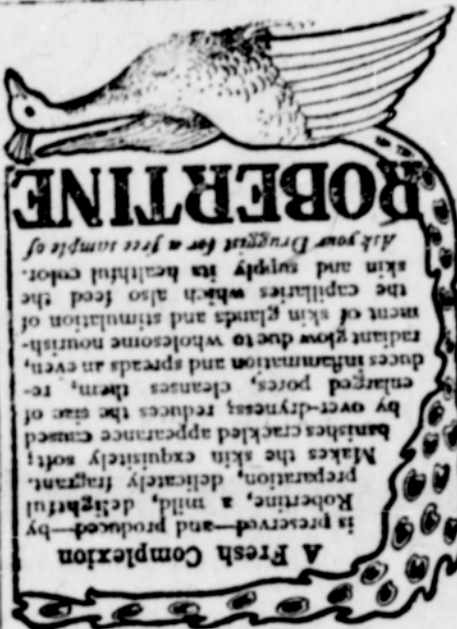 A Fresh Complexion
is preserved—and produced—by
Robertine, a mild, delightful
preparation, delicately fragrant.
Makes the skin exquisitely soft;
banishes crackled appearance caused
by over-dryness; reduces the size of
enlarged pores, cleanses them, re-
duces inflammation and spreads an even,
radiant glow due to wholesome nourish-
ment of skin glands and stimulation of
the capilaries which also feed the
skin and supply its healthful color.
Ask your Druggist for a free sample of
ROBERTINE